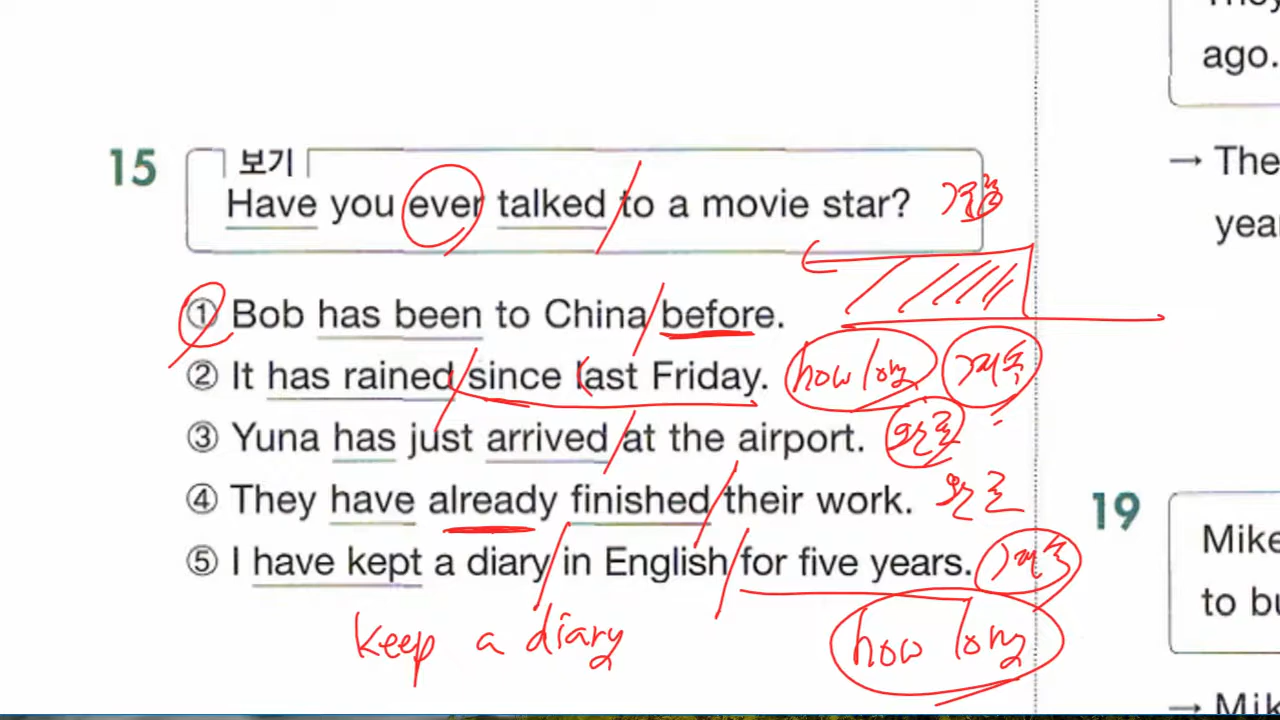 15
보기
Have you ever talked to a movie star? 경험
① Bob has been to China before.
② It has rained since last Friday. how long 계속
③ Yuna has just arrived at the airport. 완료
④ They have already finished their work. 완료
⑤ I have kept a diary in English for five years. 계속
keep a diary how long
ago.
→ The
yea
19
Mike
to bu
→ Mik